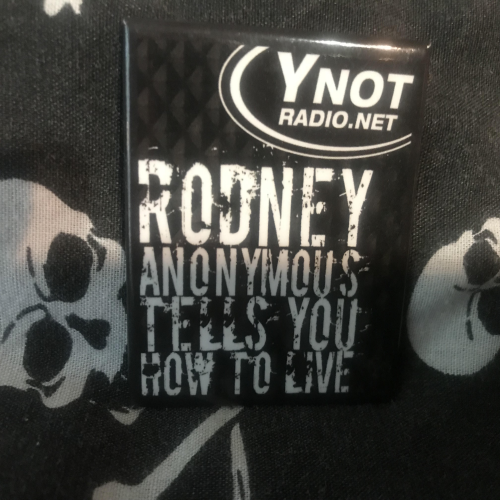 YNOT
RADIO.NET
RODNEY
ANONYMOUS
TELLS YOU
HOW TO LIVE